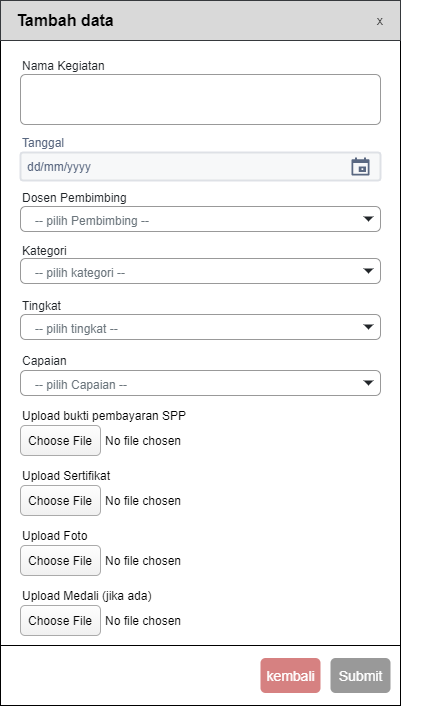 Tambah data x
Nama Kegiatan
Tanggal
dd/mm/yyyy
Dosen Pembimbing
-- pilih Pembimbing --
Kategori
-- pilih kategori --
Tingkat
-- pilih tingkat --
Capaian
-- pilih Capaian --
Upload bukti pembayaran SPP
Choose File No file chosen
Upload Sertifikat
Choose File No file chosen
Upload Foto
Choose File No file chosen
Upload Medali (jika ada)
Choose File No file chosen
kembali Submit